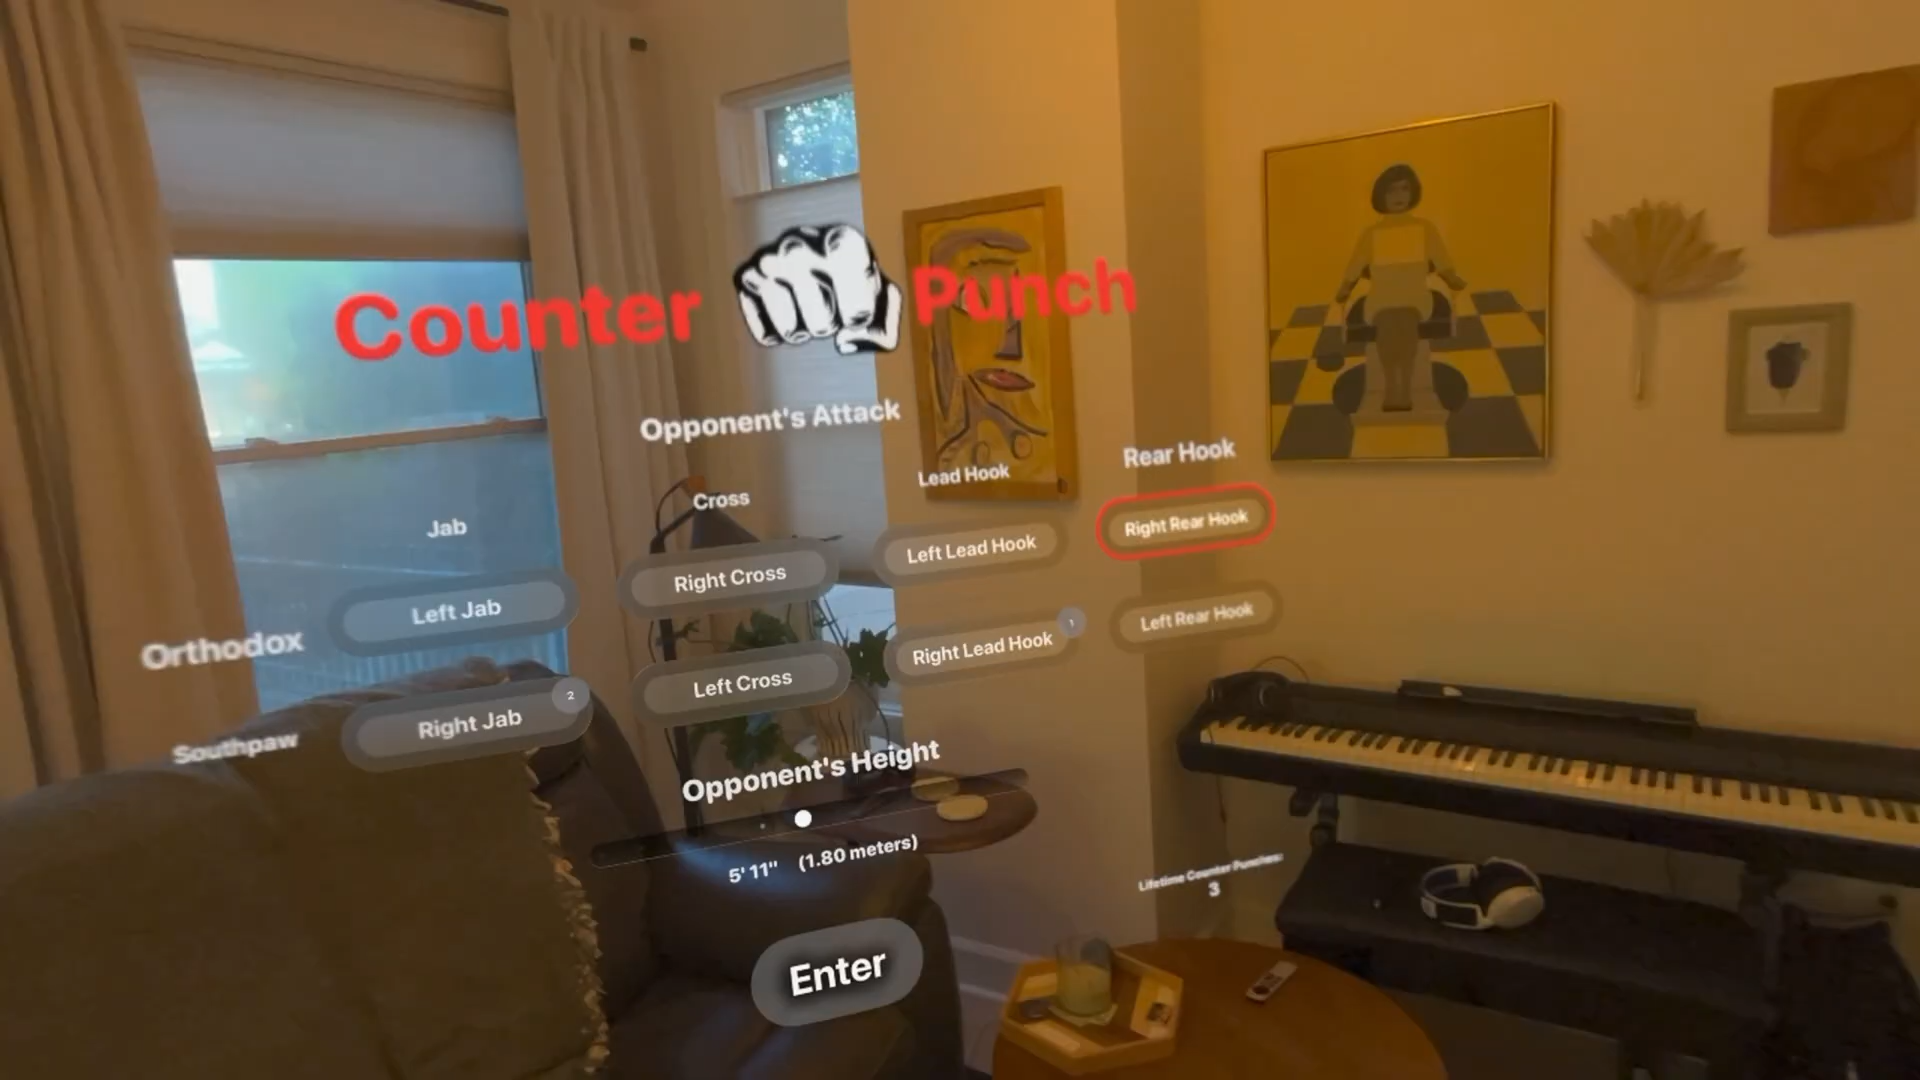 Counter Punch
Opponent's Attack
Jab Cross Lead Hook Rear Hook
Orthodox Left Jab Right Cross Left Lead Hook Right Rear Hook
Southpaw Right Jab 2 Left Cross Right Lead Hook 1 Left Rear Hook
Opponent's Height
5' 11" (1.80 meters)
Lifetime Counter Punches:
3
Enter